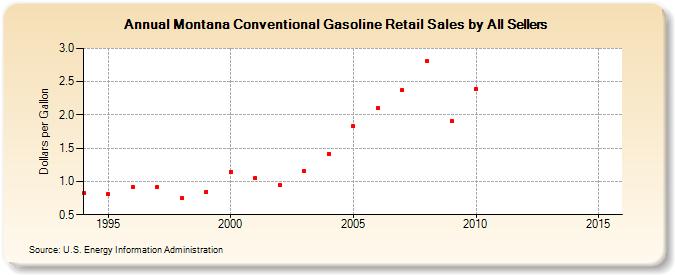 Annual Montana Conventional Gasoline Retail Sales by All Sellers
Dollars per Gallon
3.0
2.5
2.0
1.5
1.0
0.5
1995 2000 2005 2010 2015
Source: U.S. Energy Information Administration